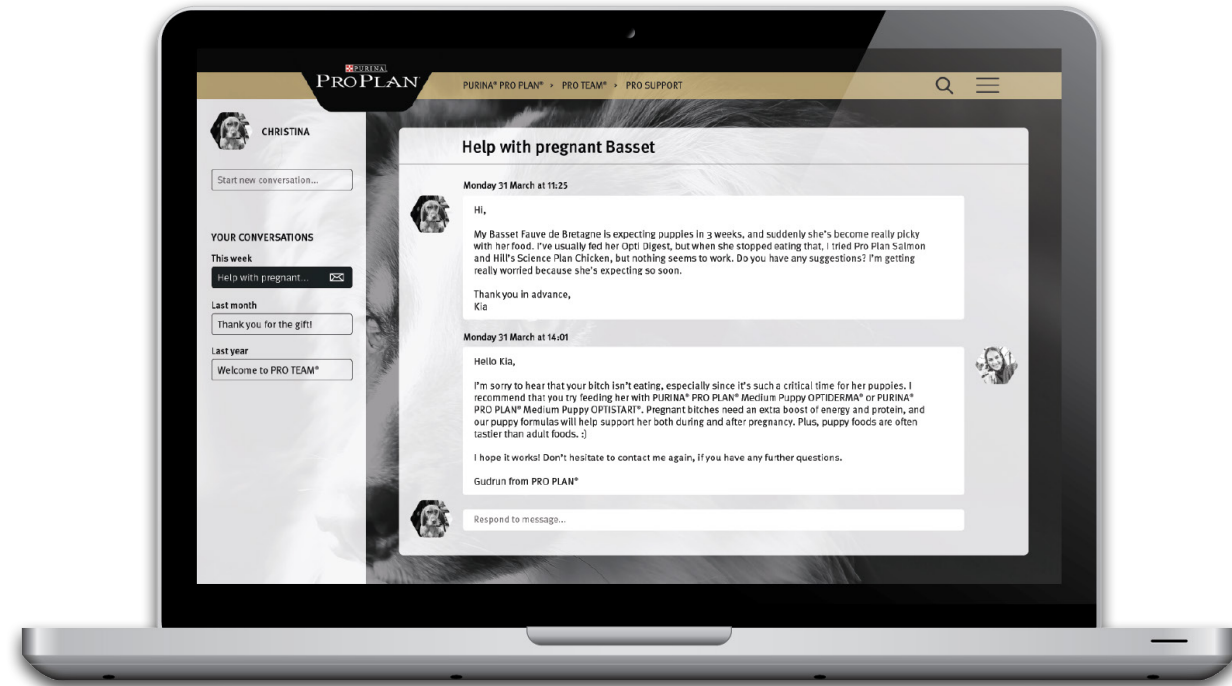 PURINA
PRO PLAN
PURINA® PRO PLAN® > PRO TEAM® > PRO SUPPORT
CHRISTINA
Start new conversation...
YOUR CONVERSATIONS
This week
Help with pregnant...
Last month
Thank you for the gift!
Last year
Welcome to PRO TEAM®
Help with pregnant Basset
Monday 31 March at 11:25
Hi,
My Basset Fauve de Bretagne is expecting puppies in 3 weeks, and suddenly she's become really picky
with her food. I've usually fed her Opti Digest, but when she stopped eating that, I tried Pro Plan Salmon
and Hill's Science Plan Chicken, but nothing seems to work. Do you have any suggestions? I'm getting
really worried because she's expecting so soon.
Thank you in advance,
Kia
Monday 31 March at 14:01
Hello Kia,
I'm sorry to hear that your bitch isn't eating, especially since it's such a critical time for her puppies. I
recommend that you try feeding her with PURINA® PRO PLAN® Medium Puppy OPTIDERMA® or PURINA®
PRO PLAN® Medium Puppy OPTISTART®. Pregnant bitches need an extra boost of energy and protein, and
our puppy formulas will help support her both during and after pregnancy. Plus, puppy foods are often
tastier than adult foods. :)
I hope it works! Don't hesitate to contact me again, if you have any further questions.
Gudrun from PRO PLAN®
Respond to message...